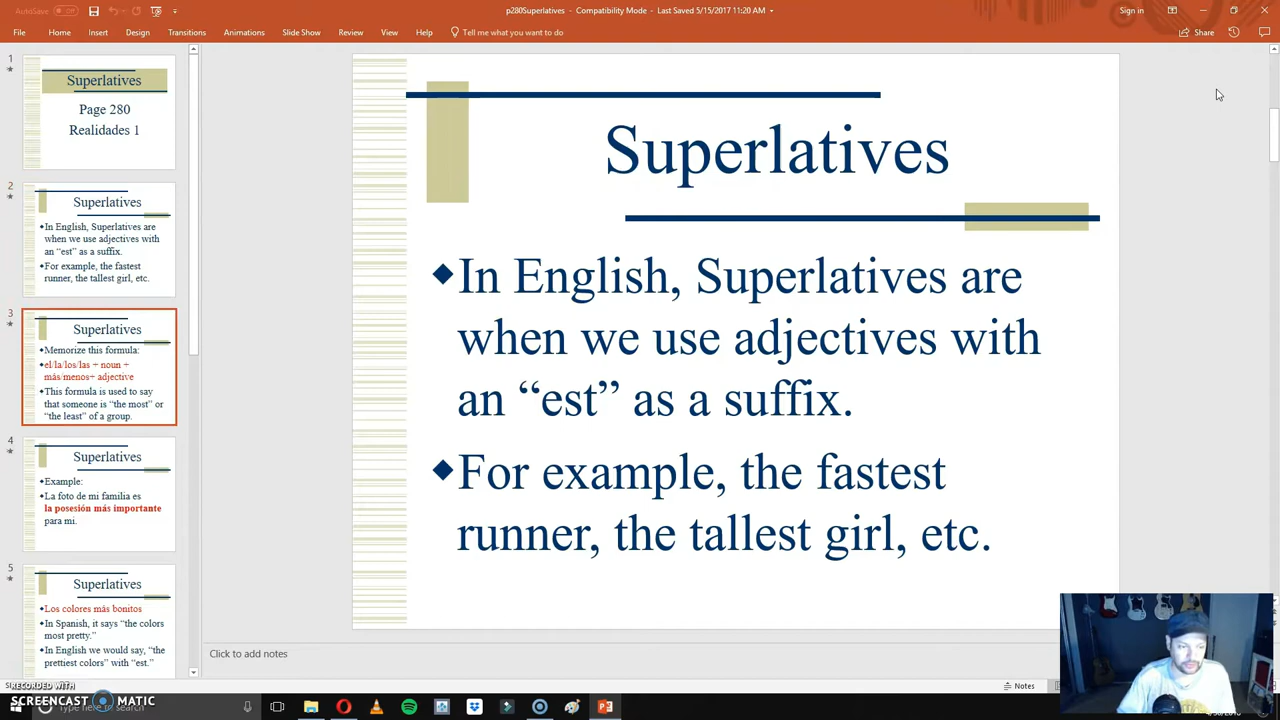 AutoSave Off p280Superlatives - Compatibility Mode - Last Saved 5/15/2017 11:20 AM Sign in
File Home Insert Design Transitions Animations Slide Show Review View Help Tell me what you want to do Share
1
Superlatives
Page 280
Realidades 1
2
Superlatives
In English, Superlatives are
when we use adjectives with
an “est” as a suffix.
For example, the fastest
runner, the tallest girl, etc.
3
Superlatives
Memorize this formula:
el/la/los/las + noun +
más/menos+ adjective
This formula is used to say
that someone is “the most” or
“the least” of a group.
4
Superlatives
Example:
La foto de mi familia es
la posesión más importante
para mi.
5
Superlatives
Los colores más bonitos
In Spanish, it says “the colors
most pretty.”
In English we would say, “the
prettiest colors” with “est.”
Superlatives
In English, Superlatives are
when we use adjectives with
an “est” as a suffix.
For example, the fastest
runner, the tallest girl, etc.
Click to add notes
Notes
RECORDED WITH
SCREENCAST MATIC